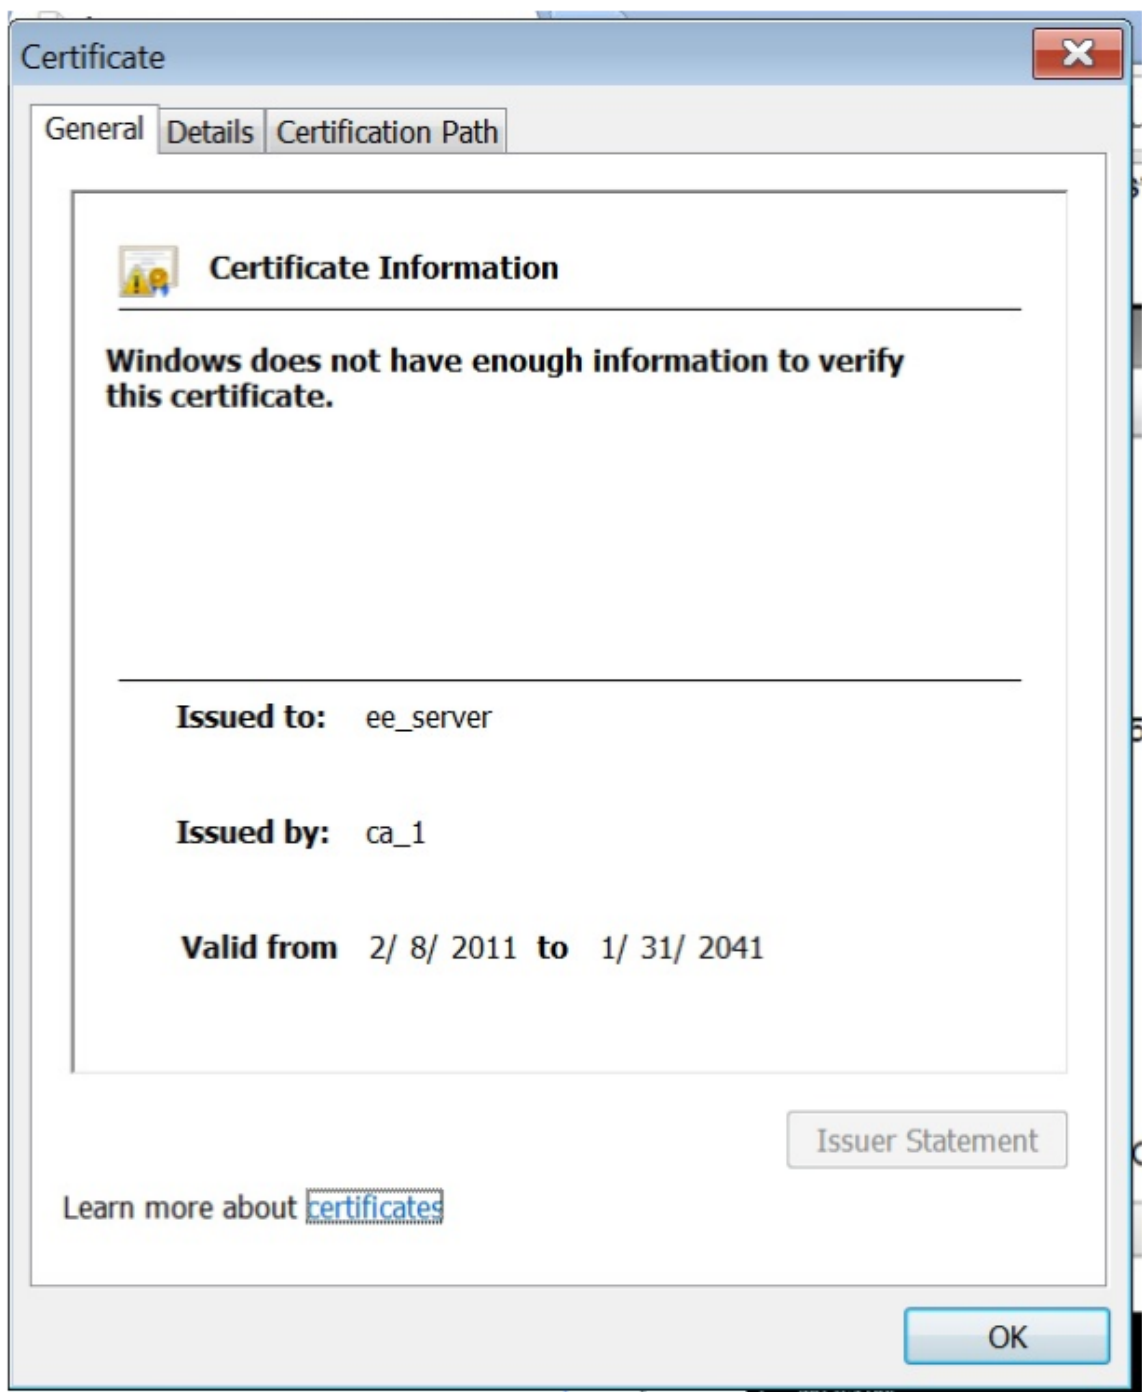 Certificate
General Details Certification Path
Certificate Information
Windows does not have enough information to verify
this certificate.
Issued to: ee_server
Issued by: ca_1
Valid from 2/ 8/ 2011 to 1/ 31/ 2041
Issuer Statement
Learn more about certificates
OK